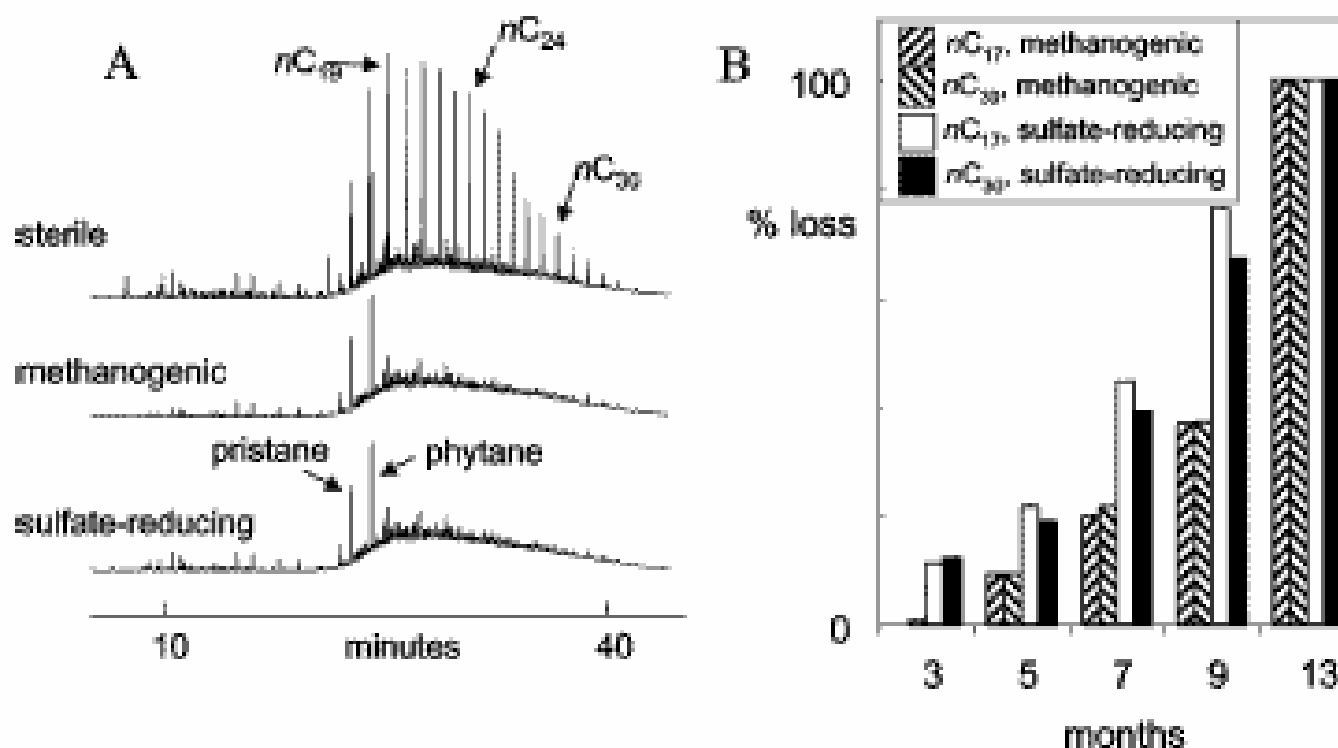 A
nC₁₉
nC₂₄
nC₃₀
sterile
methanogenic
pristane
phytane
sulfate-reducing
10
minutes
40
B
nC₁₇, methanogenic
nC₃₀, methanogenic
nC₁₇, sulfate-reducing
nC₃₀, sulfate-reducing
100
% loss
0
3 5 7 9 13
months